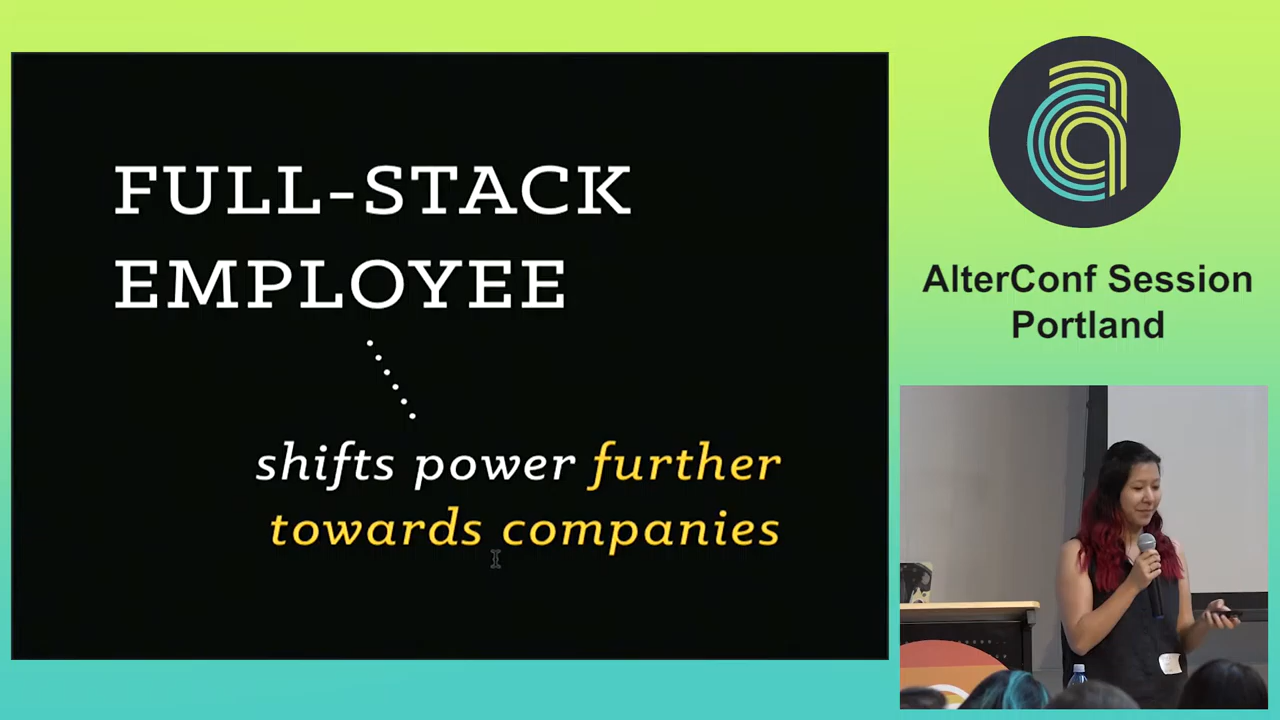 FULL-STACK
EMPLOYEE
shifts power further
towards companies
AlterConf Session
Portland